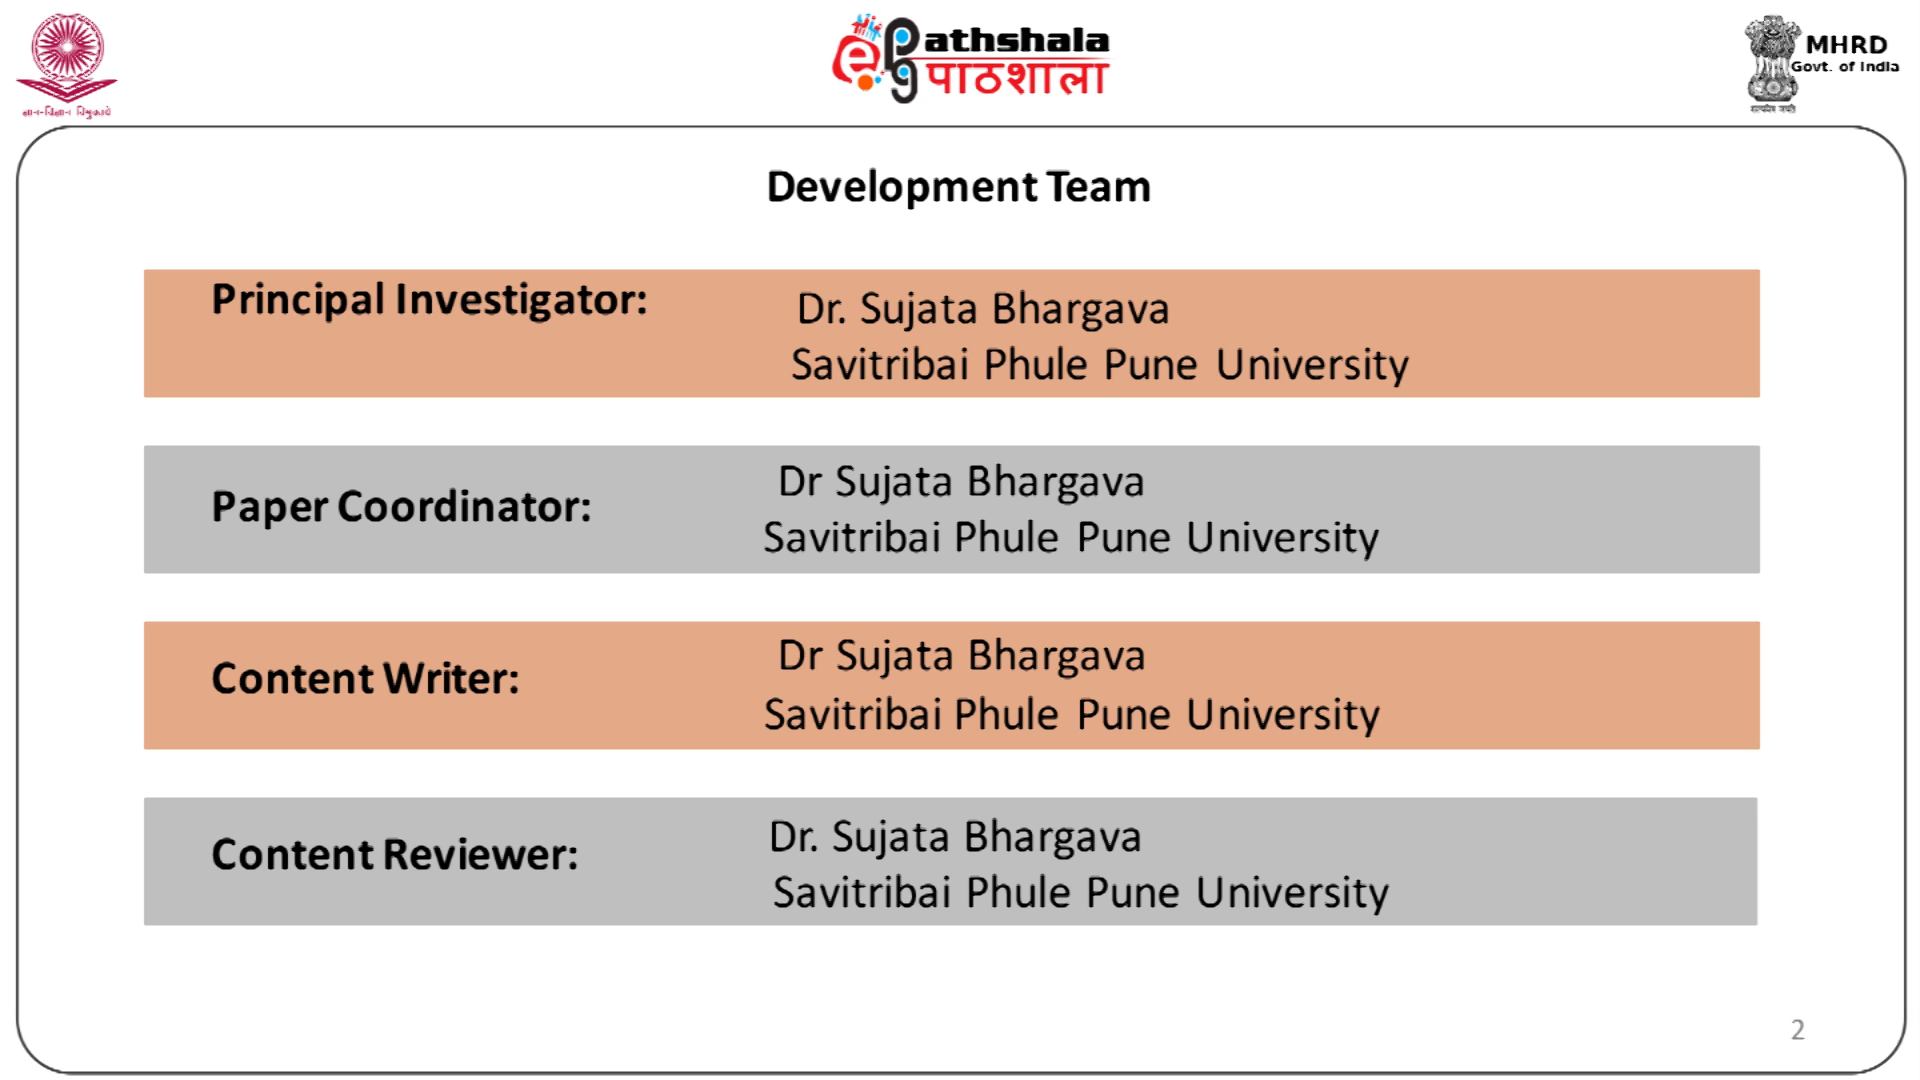 ePg Pathshala
पाठशाला
MHRD
Govt. of India
Development Team
Principal Investigator:
Dr. Sujata Bhargava
Savitribai Phule Pune University
Paper Coordinator:
Dr Sujata Bhargava
Savitribai Phule Pune University
Content Writer:
Dr Sujata Bhargava
Savitribai Phule Pune University
Content Reviewer:
Dr. Sujata Bhargava
Savitribai Phule Pune University
2